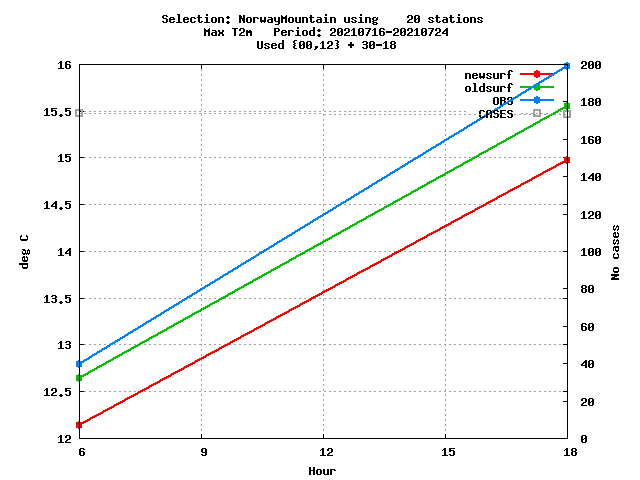 Selection: NorwayMountain using    20 stations
Max T2m   Period: 20210716-20210724
Used {00,12} + 30-18
newsurf
oldsurf
OBS
CASES
deg C
16
15.5
15
14.5
14
13.5
13
12.5
12
200
180
160
140
120
100
80
60
40
20
0
No cases
6 9 12 15 18
Hour